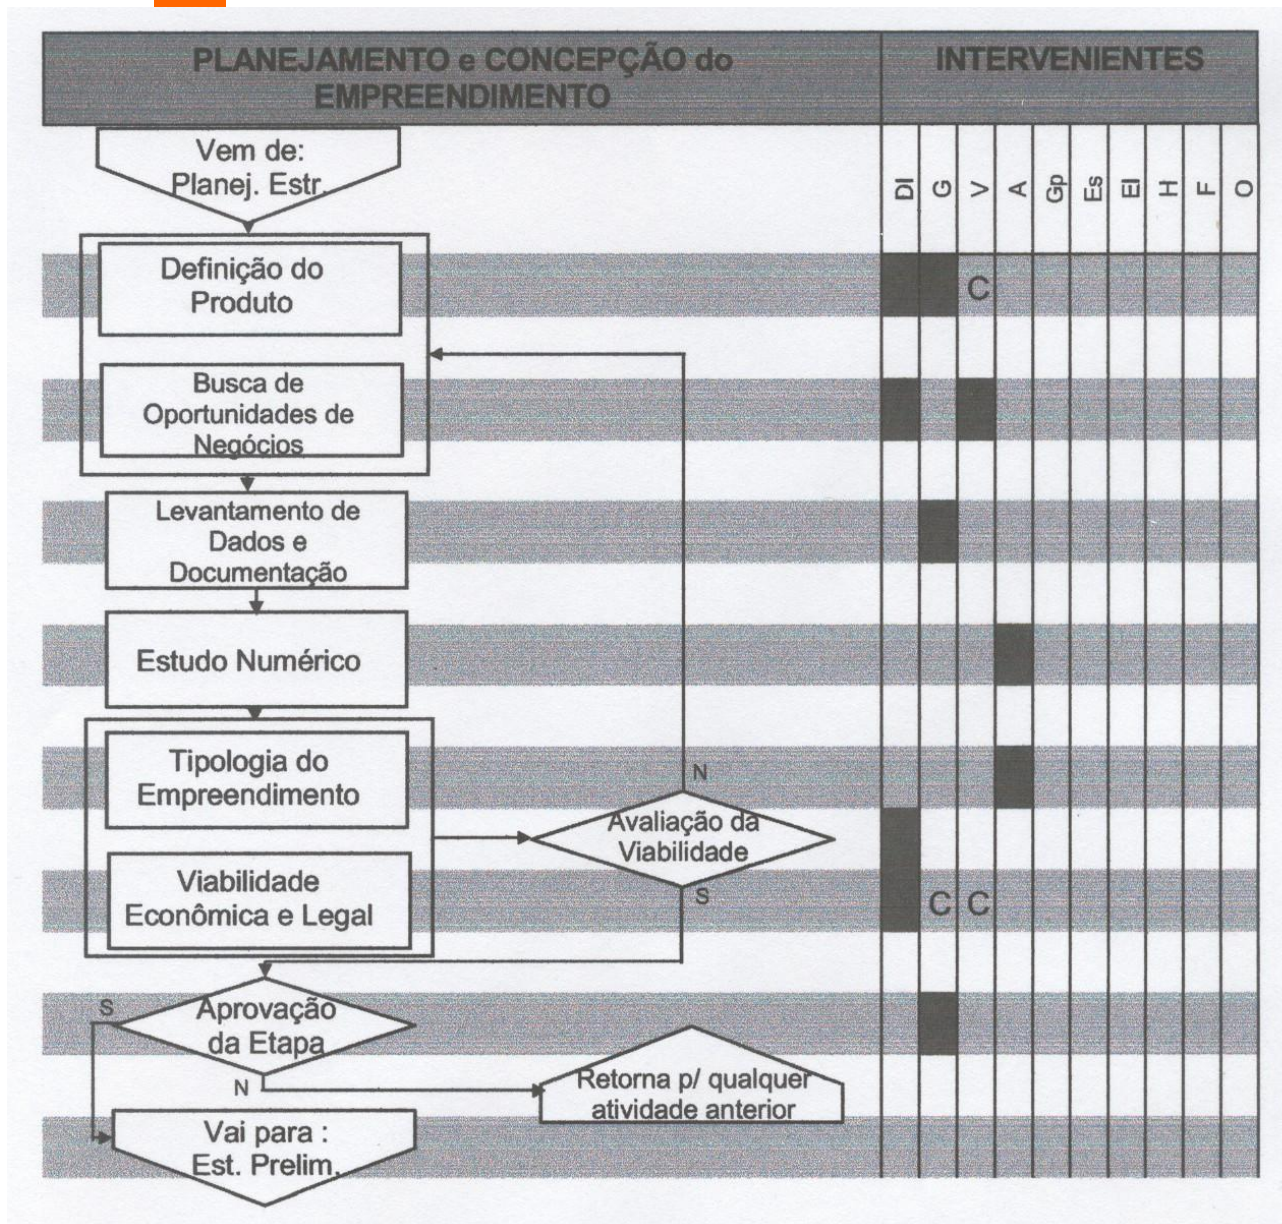 PLANEJAMENTO e CONCEPÇÃO do
EMPREENDIMENTO
INTERVENIENTES
Vem de:
Planej. Estr.
DI
G
V
A
Gp
Es
El
H
F
O
Definição do
Produto
C
Busca de
Oportunidades de
Negócios
Levantamento de
Dados e
Documentação
Estudo Numérico
Tipologia do
Empreendimento
N
Avaliação da
Viabilidade
S
Viabilidade
Econômica e Legal
C C
S
Aprovação
da Etapa
N
Retorna p/ qualquer
atividade anterior
Vai para :
Est. Prelim.